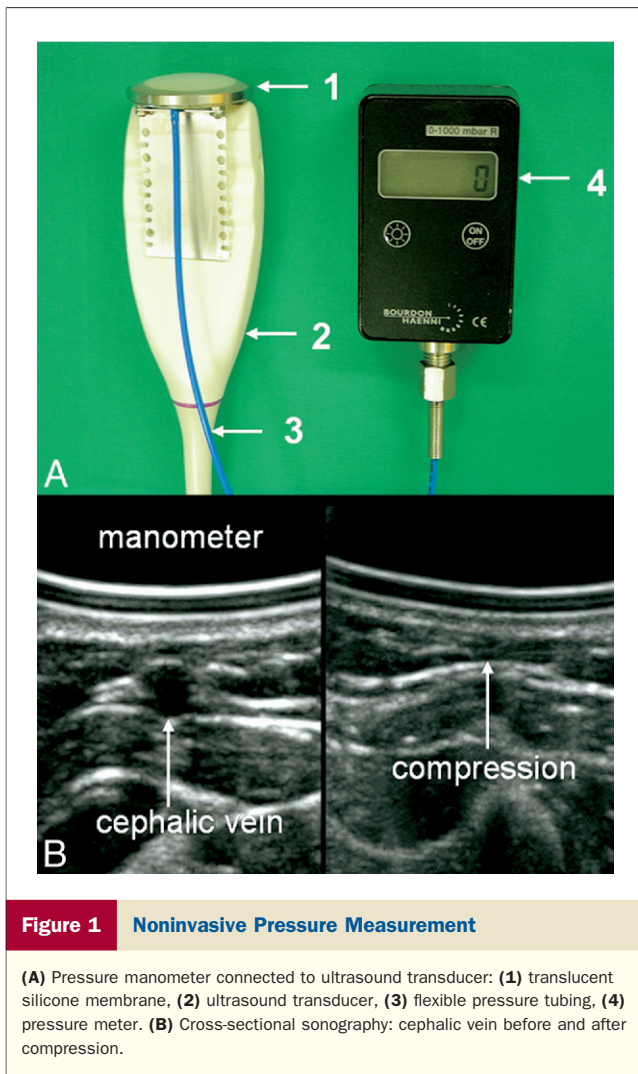 1
0-1000 mbar R
0
4
ON
OFF
BOURDON
HAENNI
CE
2
3
A
manometer
cephalic vein
compression
B
Figure 1 Noninvasive Pressure Measurement
(A) Pressure manometer connected to ultrasound transducer: (1) translucent
silicone membrane, (2) ultrasound transducer, (3) flexible pressure tubing, (4)
pressure meter. (B) Cross-sectional sonography: cephalic vein before and after
compression.